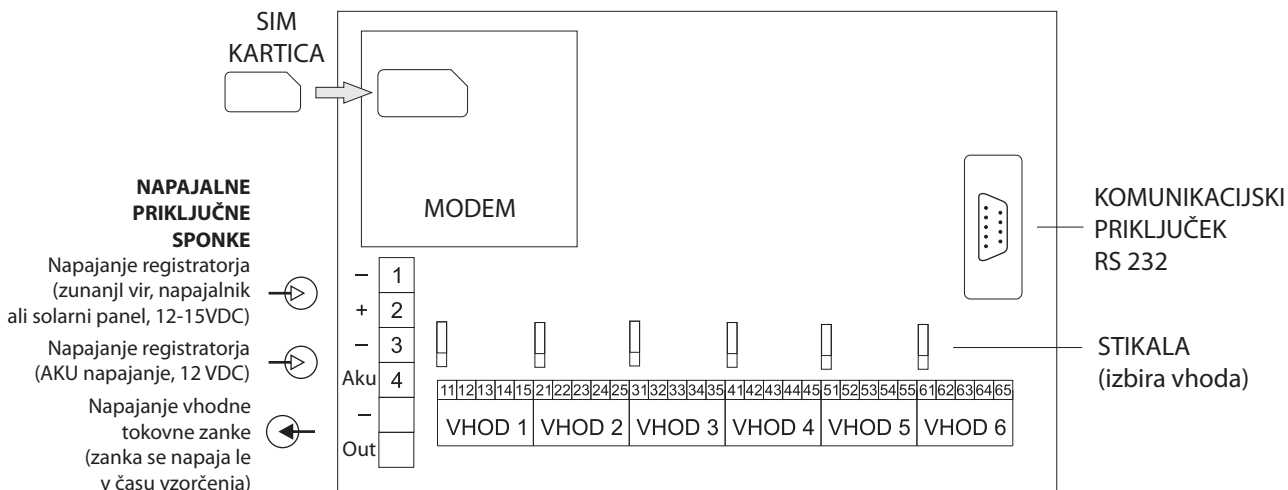 SIM
KARTICA
MODEM
NAPAJALNE
PRIKLJUČNE
SPONKE
Napajanje registratorja
(zunanjl vir, napajalnik
ali solarni panel, 12-15VDC)
Napajanje registratorja
(AKU napajanje, 12 VDC)
Napajanje vhodne
tokovne zanke
(zanka se napaja le
v času vzorčenja)
– 1
+ 2
– 3
Aku 4
–
Out
11 12 13 14 15 21 22 23 24 25 31 32 33 34 35 41 42 43 44 45 51 52 53 54 55 61 62 63 64 65
VHOD 1 VHOD 2 VHOD 3 VHOD 4 VHOD 5 VHOD 6
KOMUNIKACIJSKI
PRIKLJUČEK
RS 232
STIKALA
(izbira vhoda)